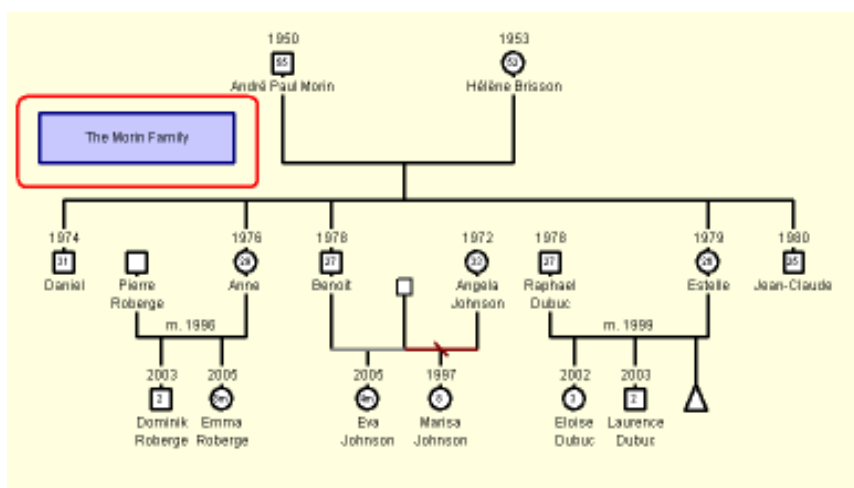 1950 1953
55 52
André Paul Morin Hélène Brisson
The Morin Family
1974 1976 1978 1972 1978 1979 1980
31 29 27 33 27 26 25
Daniel Pierre Roberge Anne Benoit Angela Johnson Raphael Dubuc Estelle Jean-Claude
m. 1996 m. 1999
2003 2005 2005 1997 2002 2003
2 8 3 2
Dominik Roberge Emma Roberge Eva Johnson Marisa Johnson Eloise Dubuc Laurence Dubuc